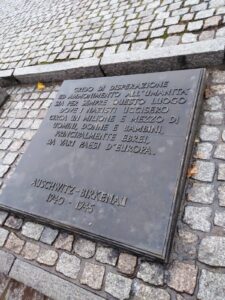 GRIDO DI DISPERAZIONE
ED AMMONIMENTO ALL'UMANITÀ
SIA PER SEMPRE QUESTO LUOGO
DOVE I NAZISTI UCCISERO
CIRCA UN MILIONE E MEZZO DI
UOMINI, DONNE E BAMBINI,
PRINCIPALMENTE EBREI,
DA VARI PAESI D'EUROPA.
AUSCHWITZ-BIRKENAU
1940 - 1945